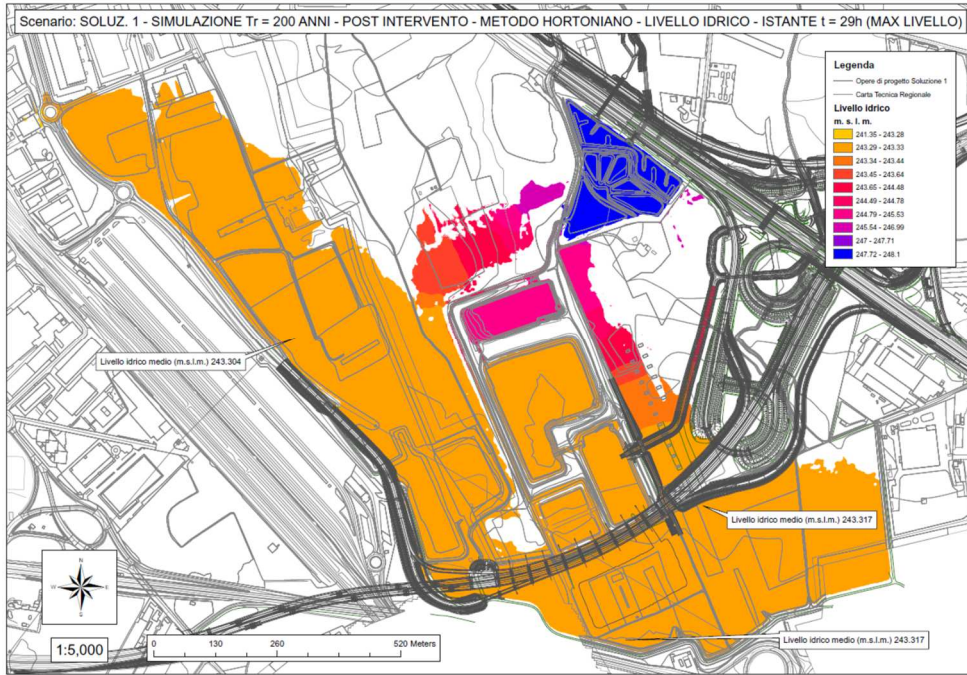 Scenario: SOLUZ. 1 - SIMULAZIONE Tr = 200 ANNI - POST INTERVENTO - METODO HORTONIANO - LIVELLO IDRICO - ISTANTE t = 29h (MAX LIVELLO)
Legenda
Opere di progetto Soluzione 1
Carta Tecnica Regionale
Livello idrico
m. s. l. m.
241.35 - 243.28
243.29 - 243.33
243.34 - 243.44
243.45 - 243.64
243.65 - 244.48
244.49 - 244.78
244.79 - 245.53
245.54 - 246.99
247 - 247.71
247.72 - 248.1
Livello idrico medio (m.s.l.m.) 243.304
Livello idrico medio (m.s.l.m.) 243.317
Livello idrico medio (m.s.l.m.) 243.317
N
W E
S
1:5,000
0 130 260 520 Meters